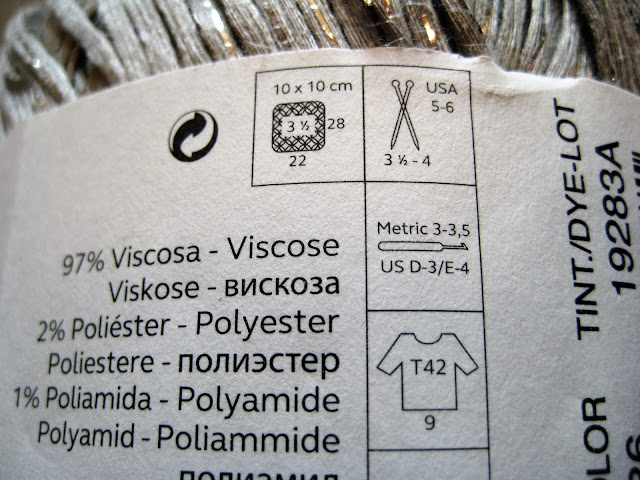 10 x 10 cm
3 ½
28
22
USA
5-6
3 ½ - 4
Metric 3-3,5
US D-3/E-4
T42
9
97% Viscosa - Viscose
Viskose - вискоза
2% Poliéster - Polyester
Poliestere - полиэстер
1% Poliamida - Polyamide
Polyamid - Poliammide
полиамид
TINT./DYE-LOT
19283A